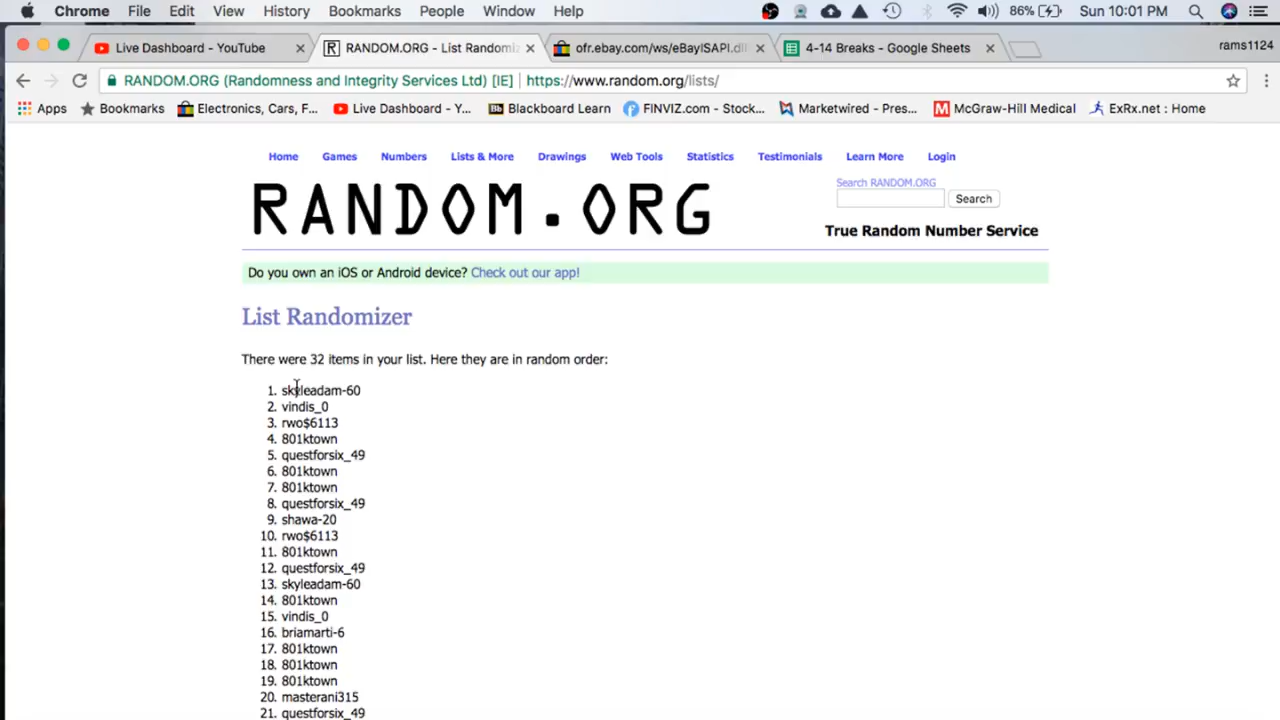 Chrome File Edit View History Bookmarks People Window Help 86% Sun 10:01 PM
Live Dashboard - YouTube RANDOM.ORG - List Randomiz ofr.ebay.com/ws/eBayISAPI.dll 4-14 Breaks - Google Sheets rams1124
RANDOM.ORG (Randomness and Integrity Services Ltd) [IE] https://www.random.org/lists/
Apps Bookmarks Electronics, Cars, F... Live Dashboard - Y... Bb Blackboard Learn FINVIZ.com - Stock... Marketwired - Pres... M McGraw-Hill Medical ExRx.net : Home
Home Games Numbers Lists & More Drawings Web Tools Statistics Testimonials Learn More Login
RANDOM.ORG
Search RANDOM.ORG
Search
True Random Number Service
Do you own an iOS or Android device? Check out our app!
List Randomizer
There were 32 items in your list. Here they are in random order:
1. skyleadam-60
2. vindis_0
3. rwo$6113
4. 801ktown
5. questforsix_49
6. 801ktown
7. 801ktown
8. questforsix_49
9. shawa-20
10. rwo$6113
11. 801ktown
12. questforsix_49
13. skyleadam-60
14. 801ktown
15. vindis_0
16. briamarti-6
17. 801ktown
18. 801ktown
19. 801ktown
20. masterani315
21. questforsix_49